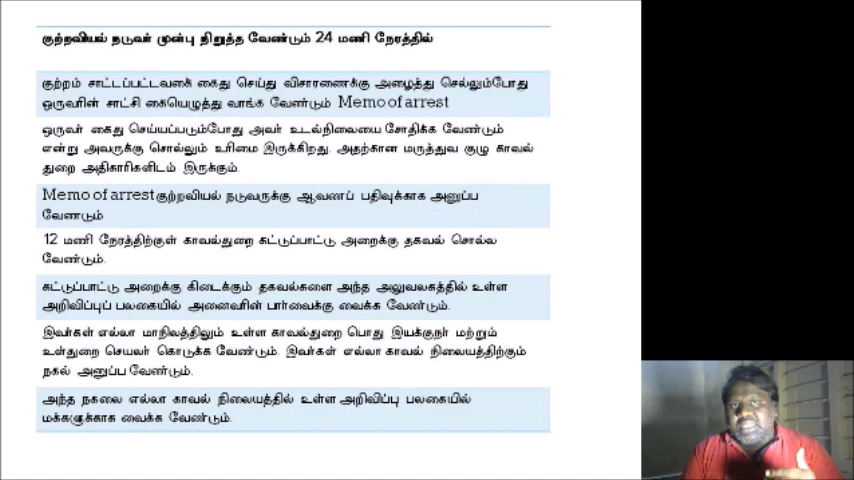 குற்றவியல் நடுவர் முன்பு நிறுத்த வேண்டும் 24 மணி நேரத்தில்
குற்றம் சாட்டப்பட்டவகை கைது செய்து விசாரணைக்கு அழைத்து செல்லும்போது
ஒருவரின் சாட்சி கையெழுத்து வாங்க வேண்டும் Memo of arrest
ஒருவர் கைது செய்யப்படும்போது அவர் உடல்நிலையை சோதிக்க வேண்டும்
என்று அவருக்கு சொல்லும் உரிமை இருக்கிறது. அதற்கான மருத்துவ குழு காவல்
துறை அதிகாரிகளிடம் இருக்கும்.
Memo of arrest குற்றவியல் நடுவருக்கு ஆவணப் பதிவுக்காக அனுப்ப
வேணடும்
12 மணி நேரத்திற்குள் காவல்துறை கட்டுப்பாட்டு அறைக்கு தகவல் சொல்ல
வேண்டும்.
கட்டுப்பாட்டு அறைக்கு கிடைக்கும் தகவல்களை அந்த அலுவலகத்தில் உள்ள
அறிவிப்புப் பலகையில் அனைவரின் பார்வைக்கு வைக்க வேண்டும்.
இவர்கள் எல்லா மாநிலத்திலும் உள்ள காவல்துறை பொது இயக்குநர் மற்றும்
உள்துறை செயலர் கொடுக்க வேண்டும். இவர்கள் எல்லா காவல் நிலையத்திற்கும்
நகல் அனுப்ப வேண்டும்.
அந்த நகலை எல்லா காவல் நிலையத்தில் உள்ள அறிவிப்பு பலகையில்
மக்களுக்காக வைக்க வேண்டும்.